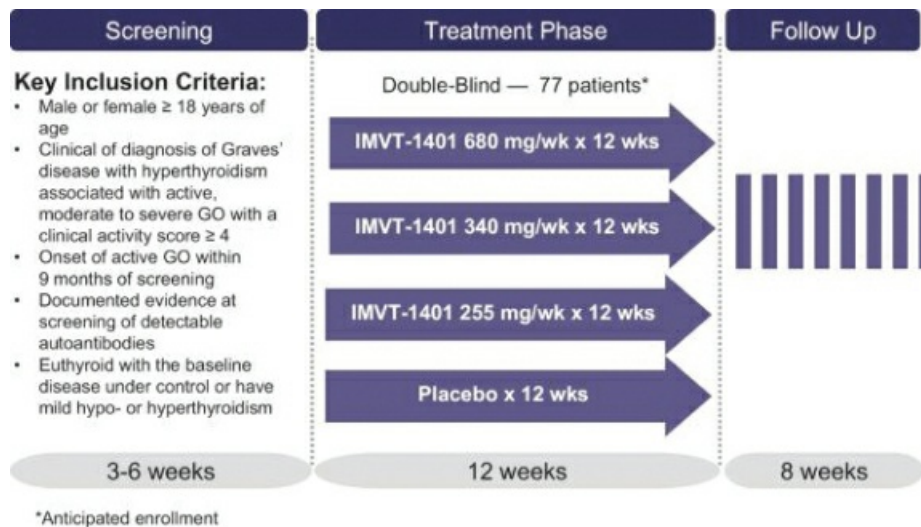 Screening
Treatment Phase
Follow Up
Key Inclusion Criteria:
• Male or female ≥ 18 years of
age
• Clinical of diagnosis of Graves'
disease with hyperthyroidism
associated with active,
moderate to severe GO with a
clinical activity score ≥ 4
• Onset of active GO within
9 months of screening
• Documented evidence at
screening of detectable
autoantibodies
• Euthyroid with the baseline
disease under control or have
mild hypo- or hyperthyroidism
Double-Blind — 77 patients*
IMVT-1401 680 mg/wk x 12 wks
IMVT-1401 340 mg/wk x 12 wks
IMVT-1401 255 mg/wk x 12 wks
Placebo x 12 wks
3-6 weeks
12 weeks
8 weeks
*Anticipated enrollment